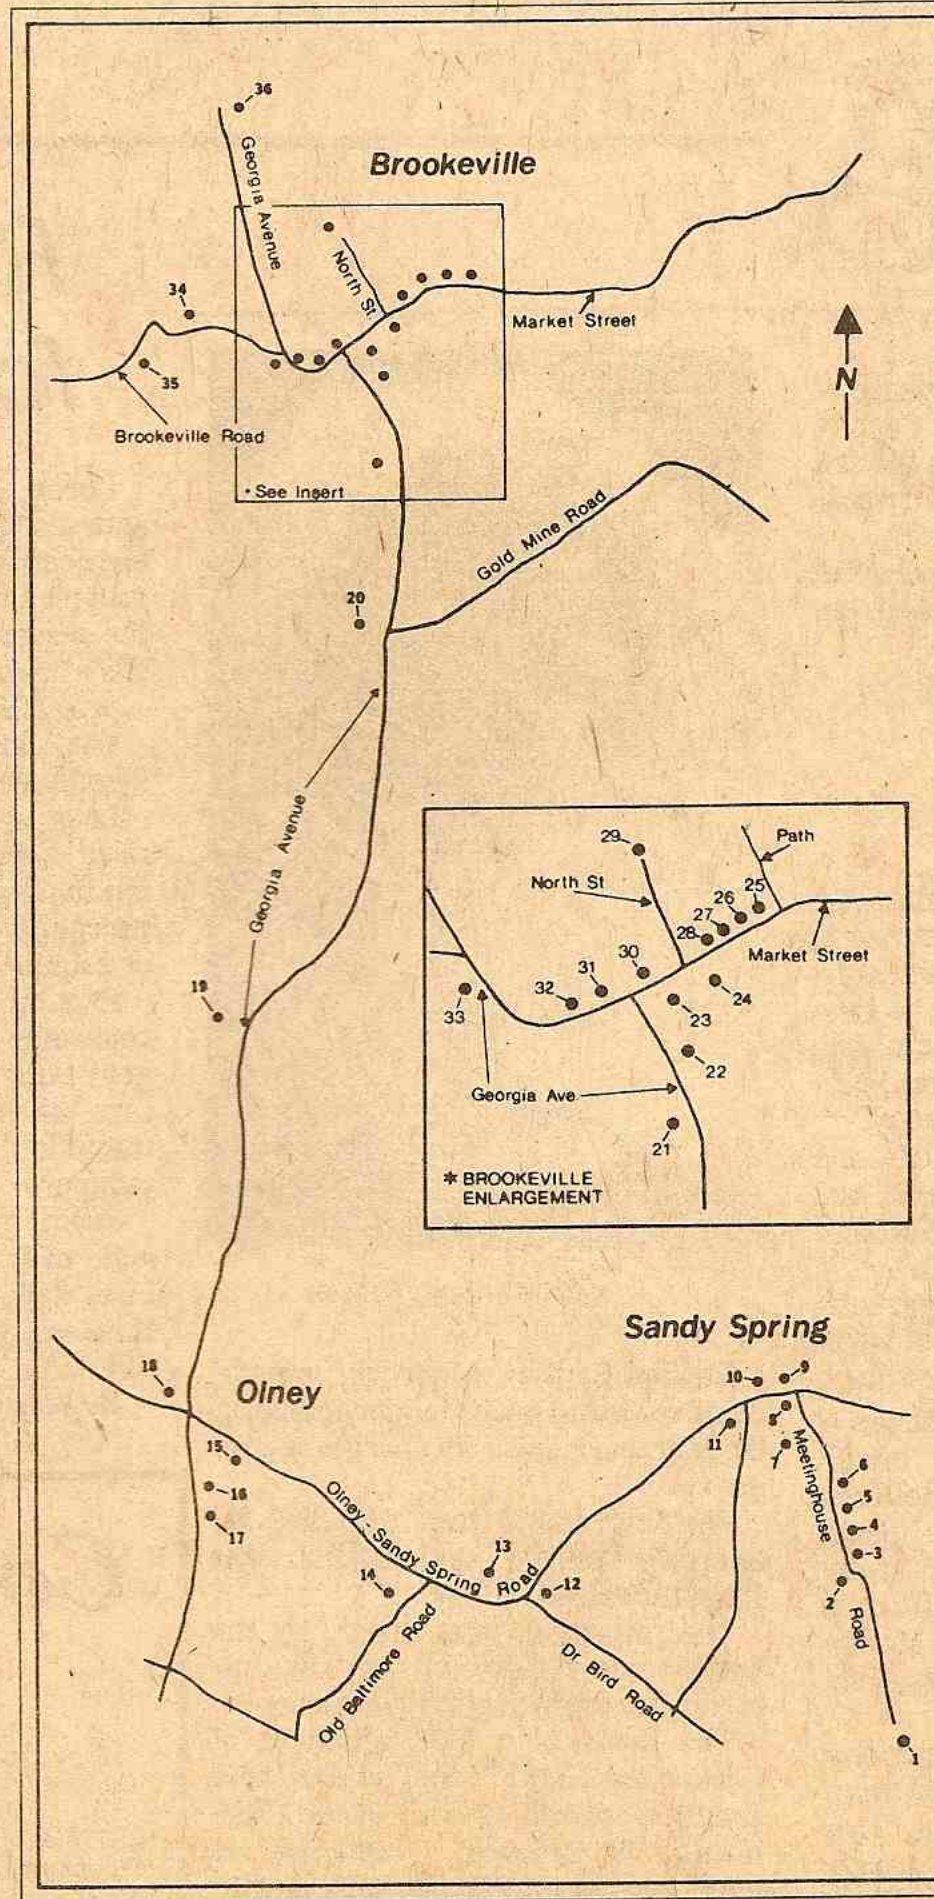 36
Georgia Avenue
Brookeville
North St.
34
35
Market Street
Brookeville Road
N
• See Insert
Gold Mine Road
20
Georgia Avenue
19
29
Path
North St
25
26
27
28
Market Street
30
31
32
33
24
23
22
Georgia Ave.
21
* BROOKEVILLE
ENLARGEMENT
Sandy Spring
18
Olney
10
9
8
11
7
Meetinghouse Road
6
5
4
3
2
15
16
17
Olney - Sandy Spring Road
13
14
12
Old Baltimore Road
Dr. Bird Road
1